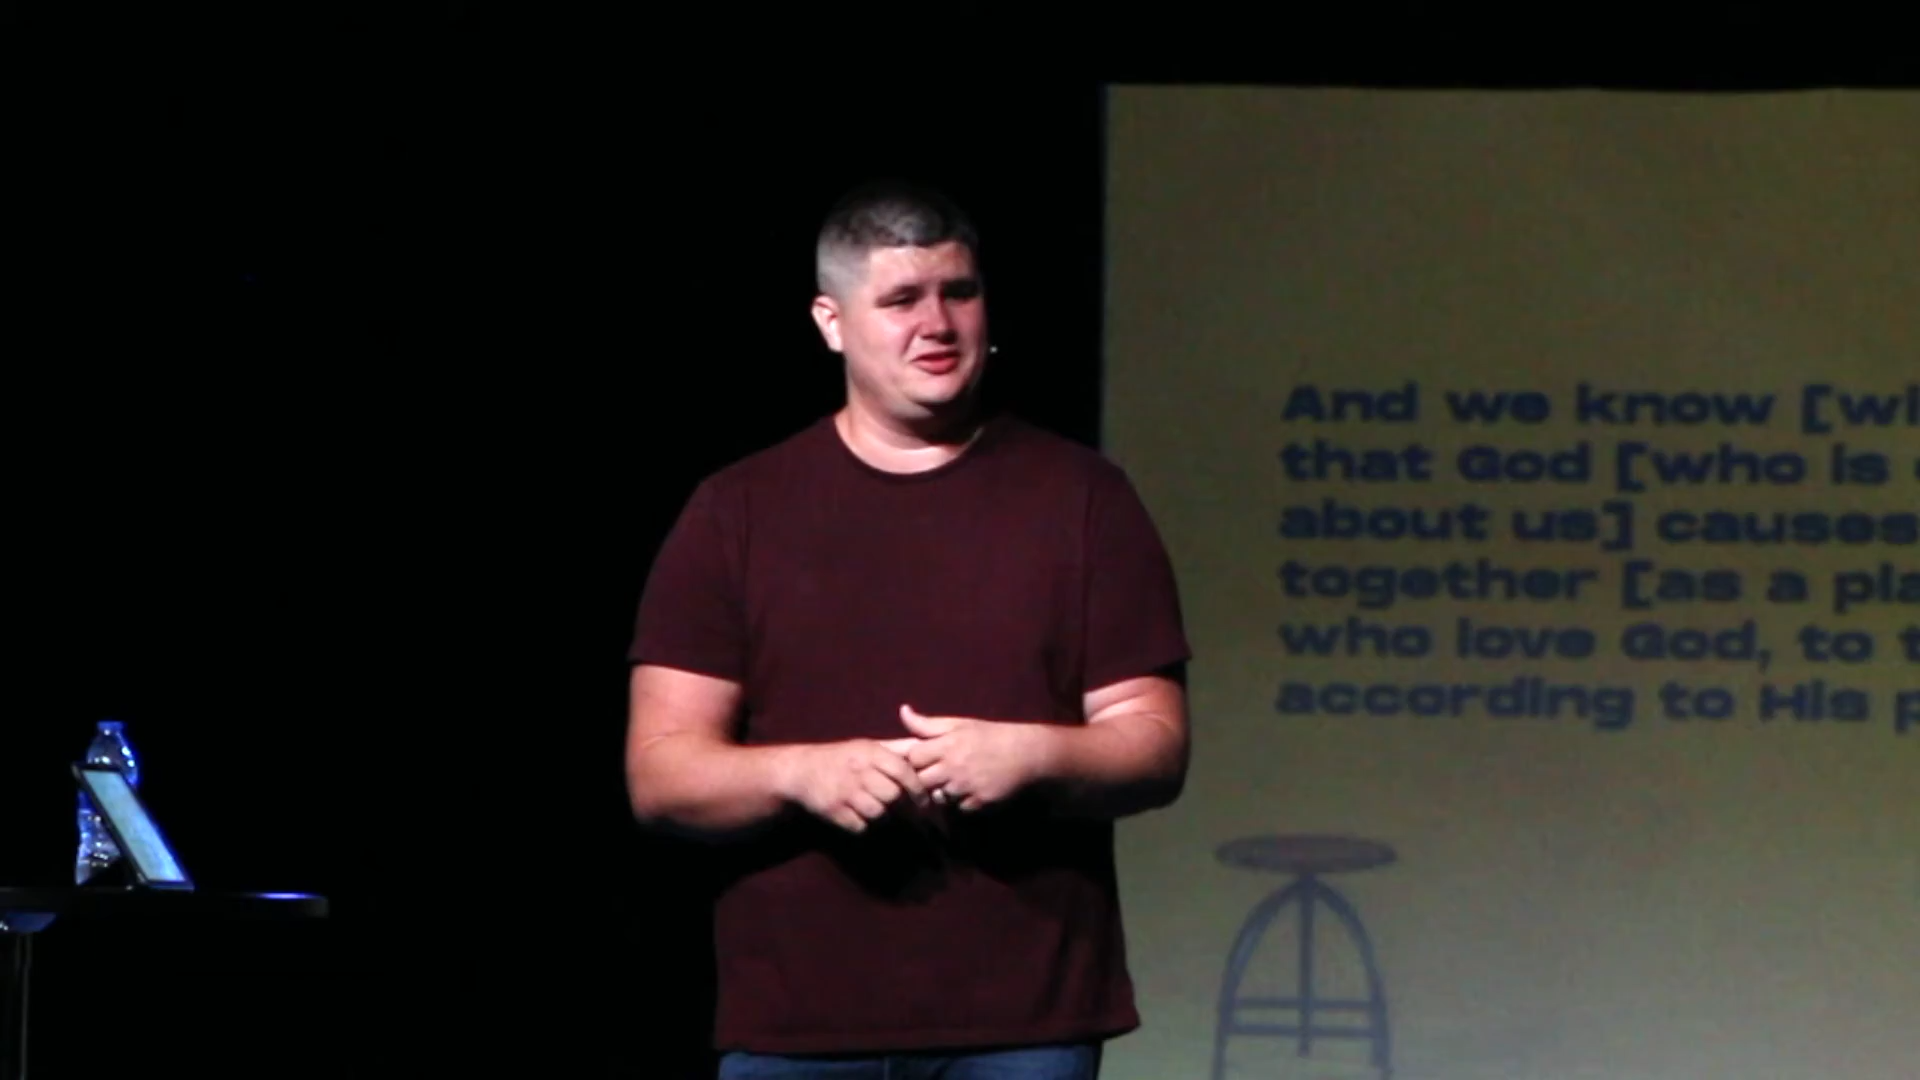 And we know [wi
that God [who is
about us] causes
together [as a pla
who love God, to t
according to His p